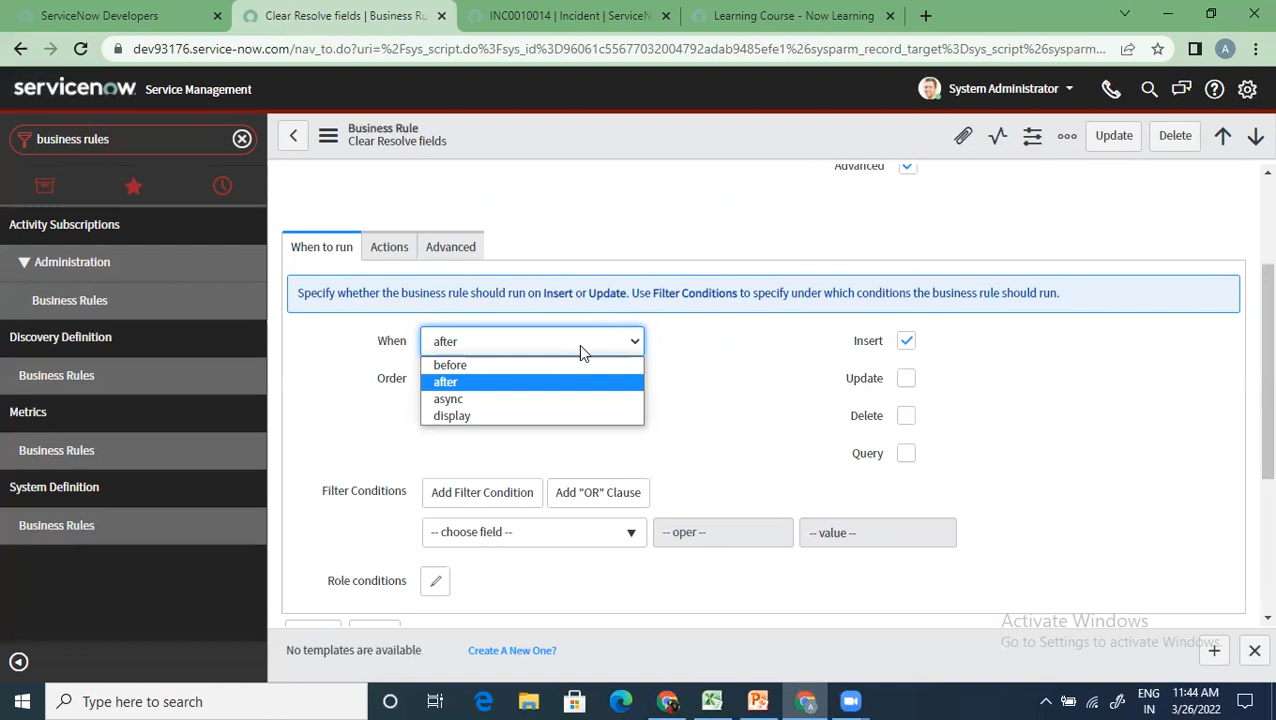 ServiceNow Developers
Clear Resolve fields | Business Ru
INC0010014 | Incident | ServiceN
Learning Course - Now Learning
dev93176.service-now.com/nav_to.do?uri=%2Fsys_script.do%3Fsys_id%3D96061c55677032004792adab9485efe1%26sysparm_record_target%3Dsys_script%26sysparm...
A
servicenow Service Management
System Administrator
business rules
Business Rule
Clear Resolve fields
Update
Delete
Advanced
Activity Subscriptions
Administration
Business Rules
Discovery Definition
Business Rules
Metrics
Business Rules
System Definition
Business Rules
When to run
Actions
Advanced
Specify whether the business rule should run on Insert or Update. Use Filter Conditions to specify under which conditions the business rule should run.
When
after
before
after
async
display
Order
Insert
Update
Delete
Query
Filter Conditions
Add Filter Condition
Add "OR" Clause
-- choose field --
-- oper --
-- value --
Role conditions
Activate Windows
Go to Settings to activate Windows.
No templates are available
Create A New One?
Type here to search
ENG
IN
11:44 AM
3/26/2022